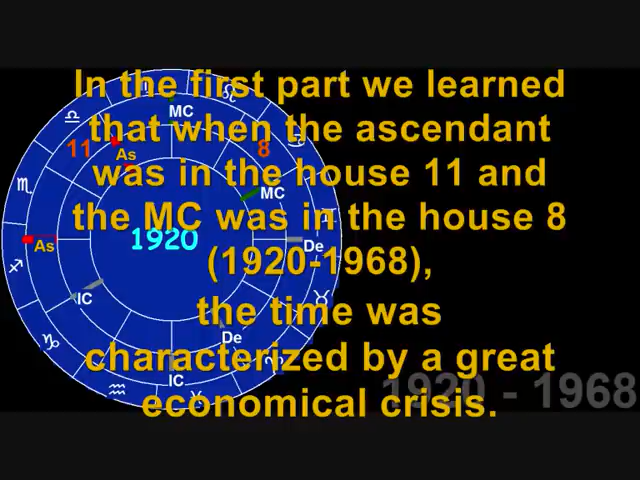 In the first part we learned
that when the ascendant
was in the house 11 and
the MC was in the house 8
(1920-1968),
the time was
characterized by a great
economical crisis.
MC
11
As
8
MC
As
1920
De
IC
De
IC
1920 - 1968